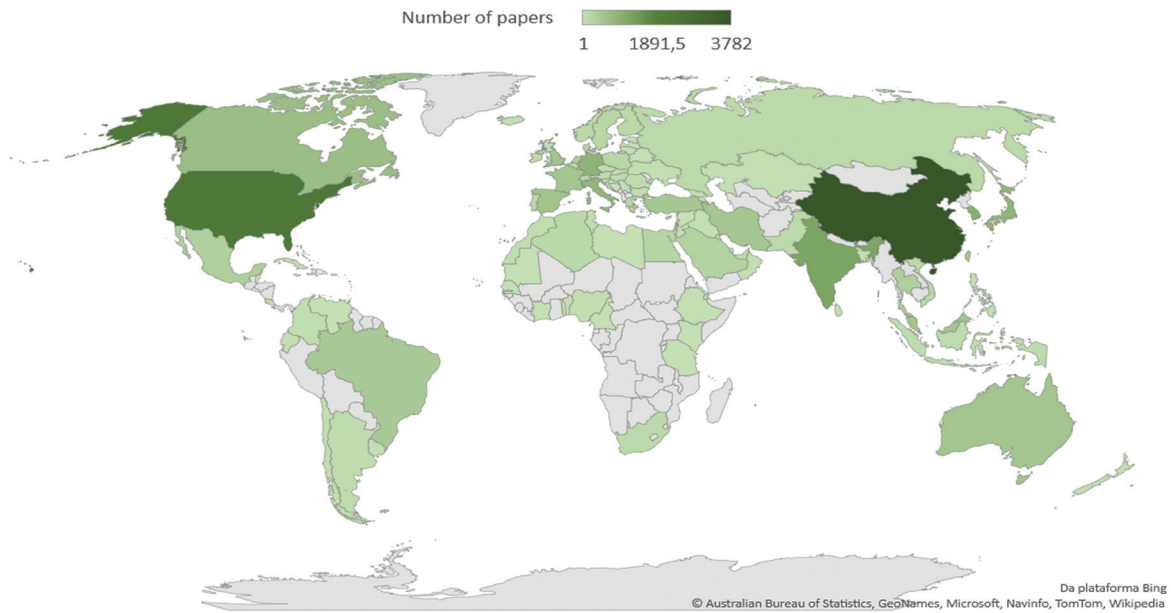 Number of papers
1 1891,5 3782
Da plataforma Bing
© Australian Bureau of Statistics, GeoNames, Microsoft, Navinfo, TomTom, Wikipedia